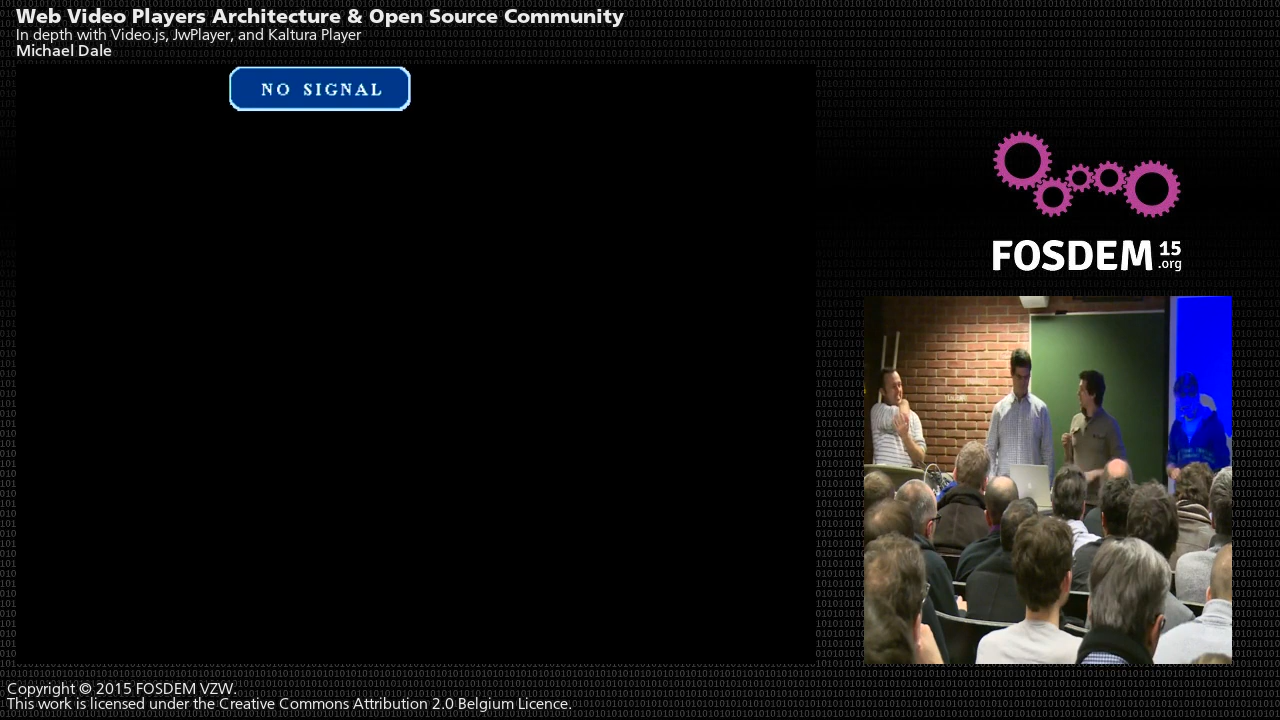 Web Video Players Architecture & Open Source Community
In depth with Video.js, JwPlayer, and Kaltura Player
Michael Dale
NO SIGNAL
FOSDEM 15
.org
Copyright © 2015 FOSDEM VZW.
This work is licensed under the Creative Commons Attribution 2.0 Belgium Licence.